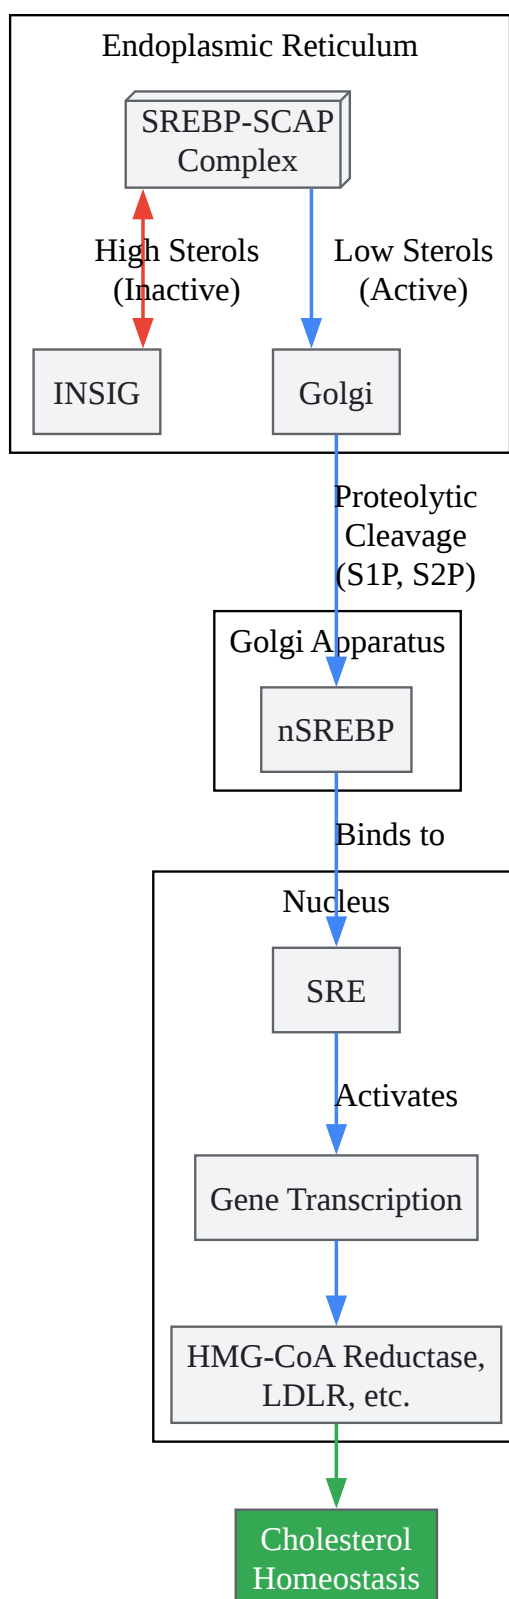 Endoplasmic Reticulum
SREBP-SCAP
Complex
High Sterols
(Inactive)
Low Sterols
(Active)
INSIG
Golgi
Proteolytic
Cleavage
(S1P, S2P)
Golgi Apparatus
nSREBP
Binds to
Nucleus
SRE
Activates
Gene Transcription
HMG-CoA Reductase,
LDLR, etc.
Cholesterol
Homeostasis